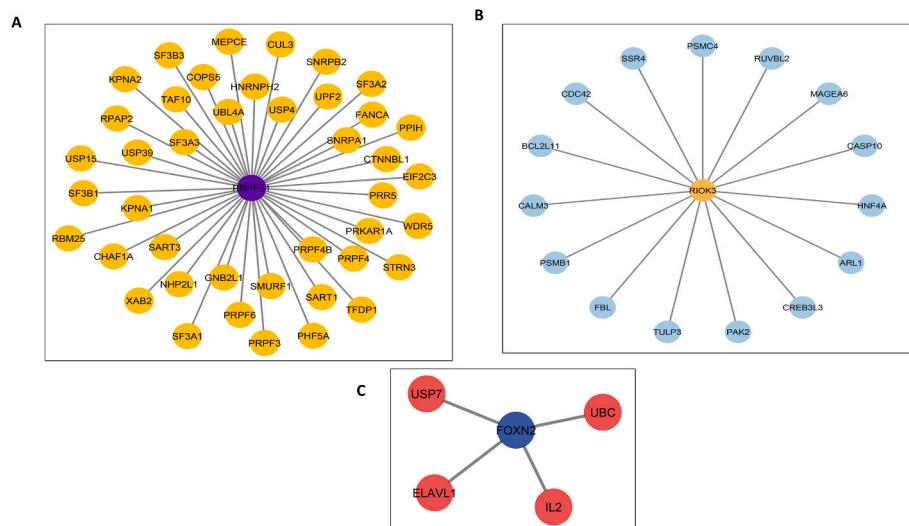 A
MEPCE
CUL3
SF3B3
SNRPB2
KPNA2
COPS5
HNRNPH2
SF3A2
TAF10
UBL4A
USP4
UPF2
RPAP2
FANCA
PPIH
SF3A3
SNRPA1
USP15
USP39
CTNNBL1
EIF2C3
PRPF31
SF3B1
PRR5
KPNA1
WDR5
RBM25
PRKAR1A
CHAF1A
SART3
PRPF4B
PRPF4
STRN3
XAB2
NHP2L1
GNB2L1
SMURF1
SART1
TFDP1
SF3A1
PRPF6
PRPF3
PHF5A
B
PSMC4
SSR4
RUVBL2
CDC42
MAGEA6
BCL2L11
CASP10
RIOK3
CALM3
HNF4A
PSMB1
ARL1
FBL
CREB3L3
TULP3
PAK2
C
USP7
UBC
FOXN2
ELAVL1
IL2